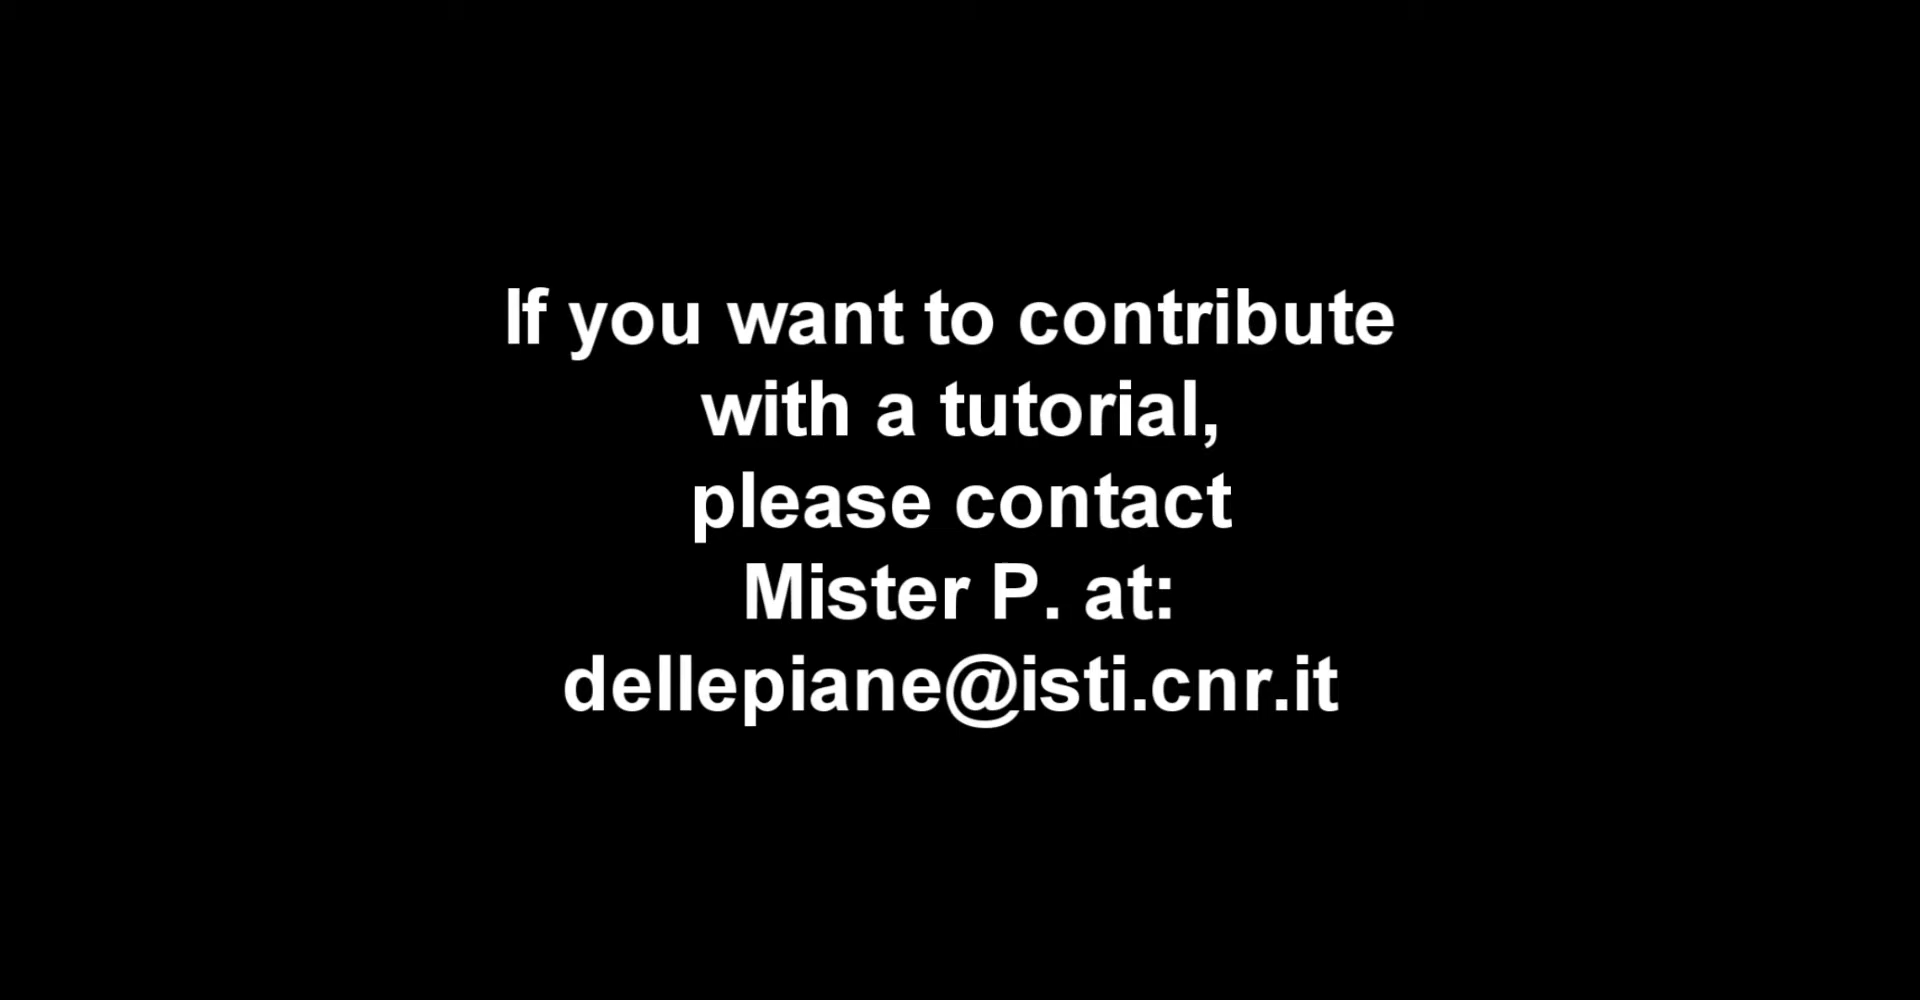 If you want to contribute
with a tutorial,
please contact
Mister P. at:
dellepiane@isti.cnr.it